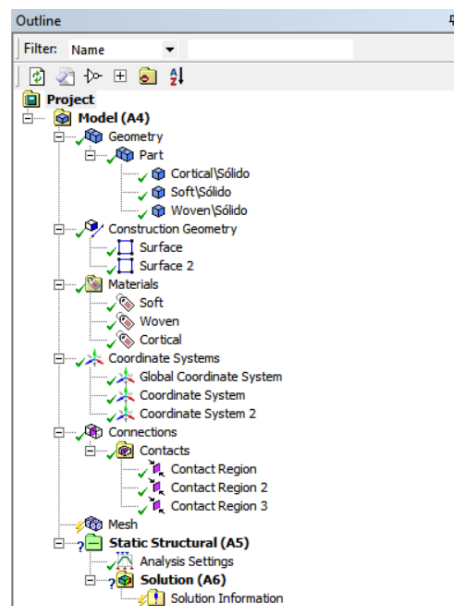 Outline
Filter: Name
Project
Model (A4)
Geometry
Part
Cortical\Sólido
Soft\Sólido
Woven\Sólido
Construction Geometry
Surface
Surface 2
Materials
Soft
Woven
Cortical
Coordinate Systems
Global Coordinate System
Coordinate System
Coordinate System 2
Connections
Contacts
Contact Region
Contact Region 2
Contact Region 3
Mesh
Static Structural (A5)
Analysis Settings
Solution (A6)
Solution Information